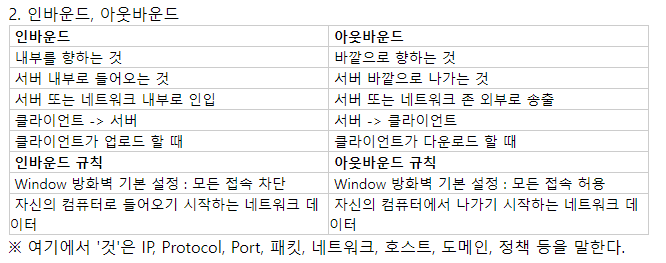 2. 인바운드, 아웃바운드
인바운드 아웃바운드
내부를 향하는 것 바깥으로 향하는 것
서버 내부로 들어오는 것 서버 바깥으로 나가는 것
서버 또는 네트워크 내부로 인입 서버 또는 네트워크 존 외부로 송출
클라이언트 -> 서버 서버 -> 클라이언트
클라이언트가 업로드 할 때 클라이언트가 다운로드 할 때
인바운드 규칙 아웃바운드 규칙
Window 방화벽 기본 설정 : 모든 접속 차단 Window 방화벽 기본 설정 : 모든 접속 허용
자신의 컴퓨터로 들어오기 시작하는 네트워크 데 자신의 컴퓨터에서 나가기 시작하는 네트워크 데
이터 이터
※ 여기에서 '것'은 IP, Protocol, Port, 패킷, 네트워크, 호스트, 도메인, 정책 등을 말한다.